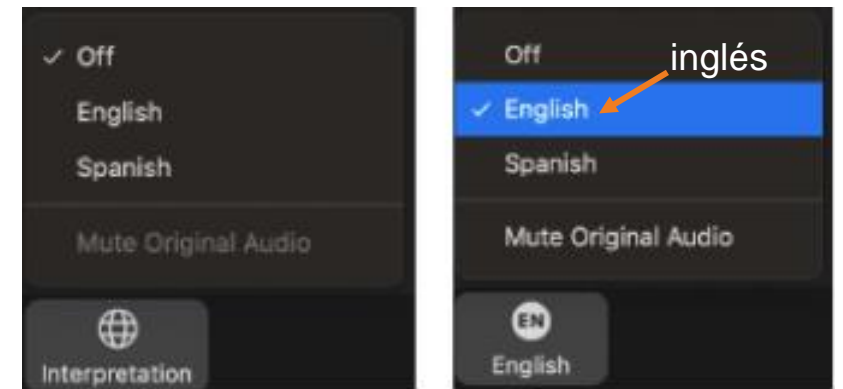 Off
English
Spanish
Mute Original Audio
Interpretation
Off
inglés
English
Spanish
Mute Original Audio
EN
English